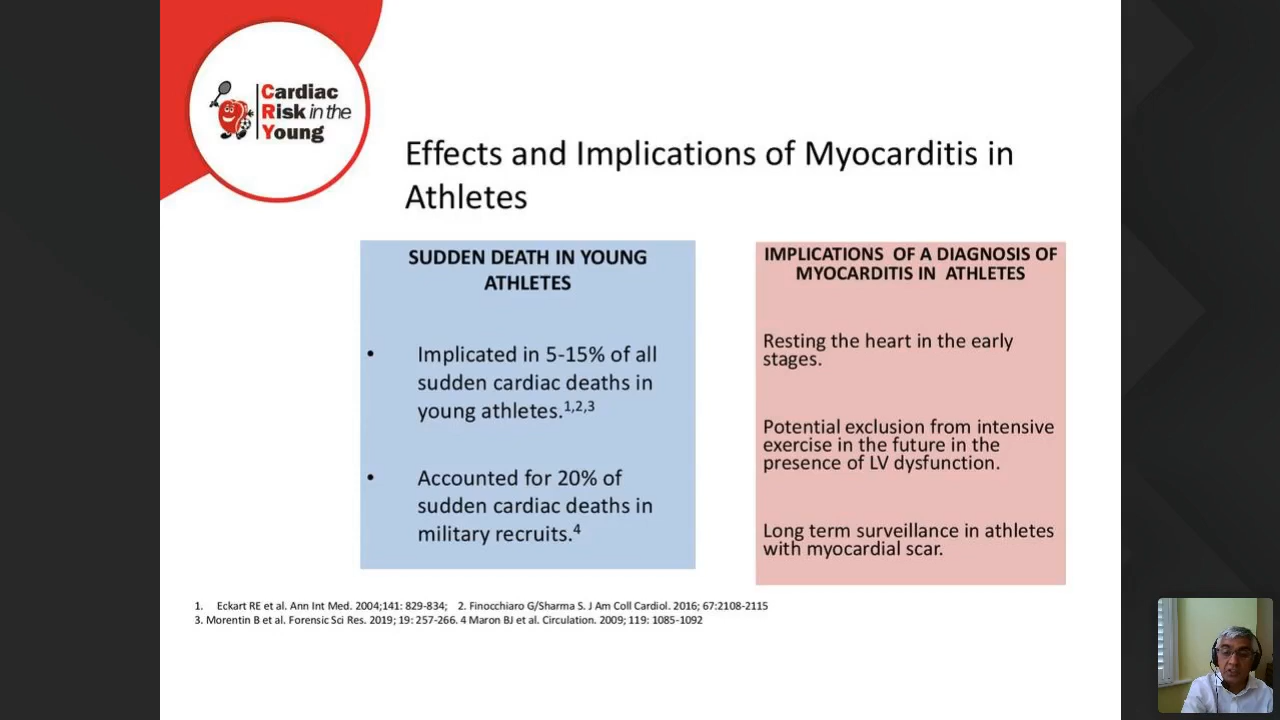 Cardiac
Risk in the
Young
Effects and Implications of Myocarditis in
Athletes
SUDDEN DEATH IN YOUNG
ATHLETES
• Implicated in 5-15% of all
sudden cardiac deaths in
young athletes.1,2,3
• Accounted for 20% of
sudden cardiac deaths in
military recruits.4
IMPLICATIONS OF A DIAGNOSIS OF
MYOCARDITIS IN ATHLETES
Resting the heart in the early
stages.
Potential exclusion from intensive
exercise in the future in the
presence of LV dysfunction.
Long term surveillance in athletes
with myocardial scar.
1. Eckart RE et al. Ann Int Med. 2004;141: 829-834; 2. Finocchiaro G/Sharma S. J Am Coll Cardiol. 2016; 67:2108-2115
3. Morentin B et al. Forensic Sci Res. 2019; 19: 257-266. 4 Maron BJ et al. Circulation. 2009; 119: 1085-1092